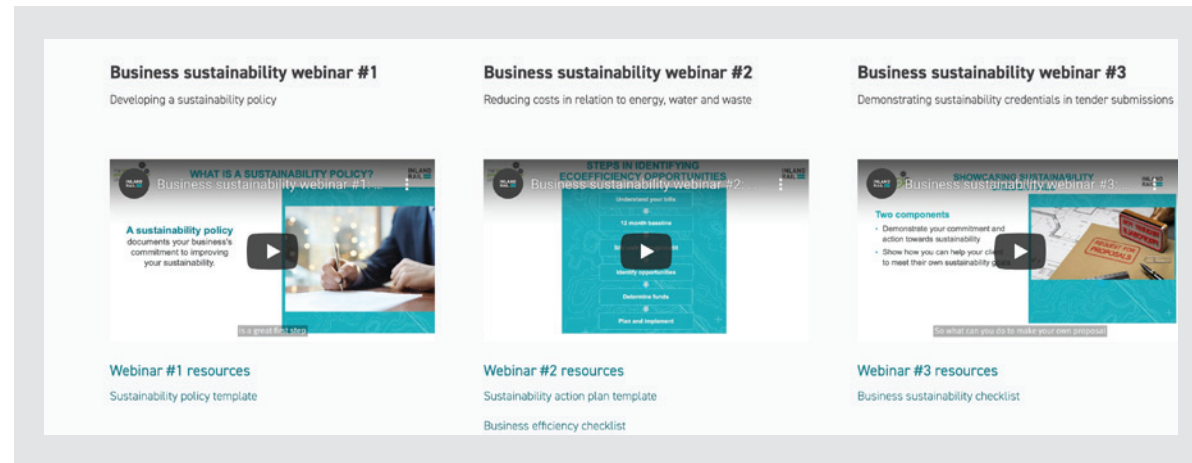 Business sustainability webinar #1
Developing a sustainability policy
WHAT IS A SUSTAINABILITY POLICY?
INLAND
RAIL
Business sustainability webinar #1:...
A sustainability policy
documents your business's
commitment to improving
your sustainability.
is a great first step
Webinar #1 resources
Sustainability policy template
Business sustainability webinar #2
Reducing costs in relation to energy, water and waste
STEPS IN IDENTIFYING
ECOEFFICIENCY OPPORTUNITIES
INLAND
RAIL
Business sustainability webinar #2:...
Understand your bills
12 month baseline
Identify opportunities
Determine funds
Plan and implement
Webinar #2 resources
Sustainability action plan template
Business efficiency checklist
Business sustainability webinar #3
Demonstrating sustainability credentials in tender submissions
SHOWCASING SUSTAINABILITY
INLAND
RAIL
Business sustainability webinar #3:...
Two components
• Demonstrate your commitment and
action towards sustainability
• Show how you can help your client
to meet their own sustainability
REQUEST FOR
PROPOSALS
So what can you do to make your own proposal
Webinar #3 resources
Business sustainability checklist